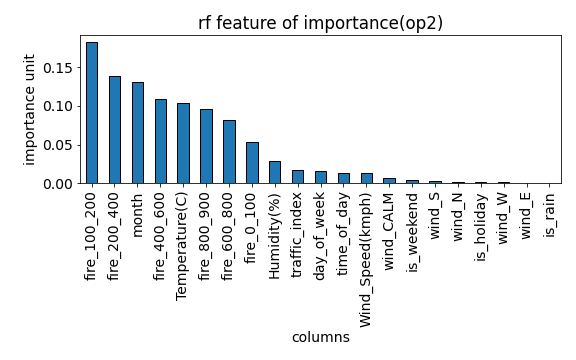 rf feature of importance(op2)
importance unit
0.15
0.10
0.05
0.00
fire_100_200
fire_200_400
month
fire_400_600
Temperature(C)
fire_800_900
fire_600_800
fire_0_100
Humidity(%)
traffic_index
day_of_week
time_of_day
Wind_Speed(kmph)
wind_CALM
is_weekend
wind_S
wind_N
is_holiday
wind_W
wind_E
is_rain
columns